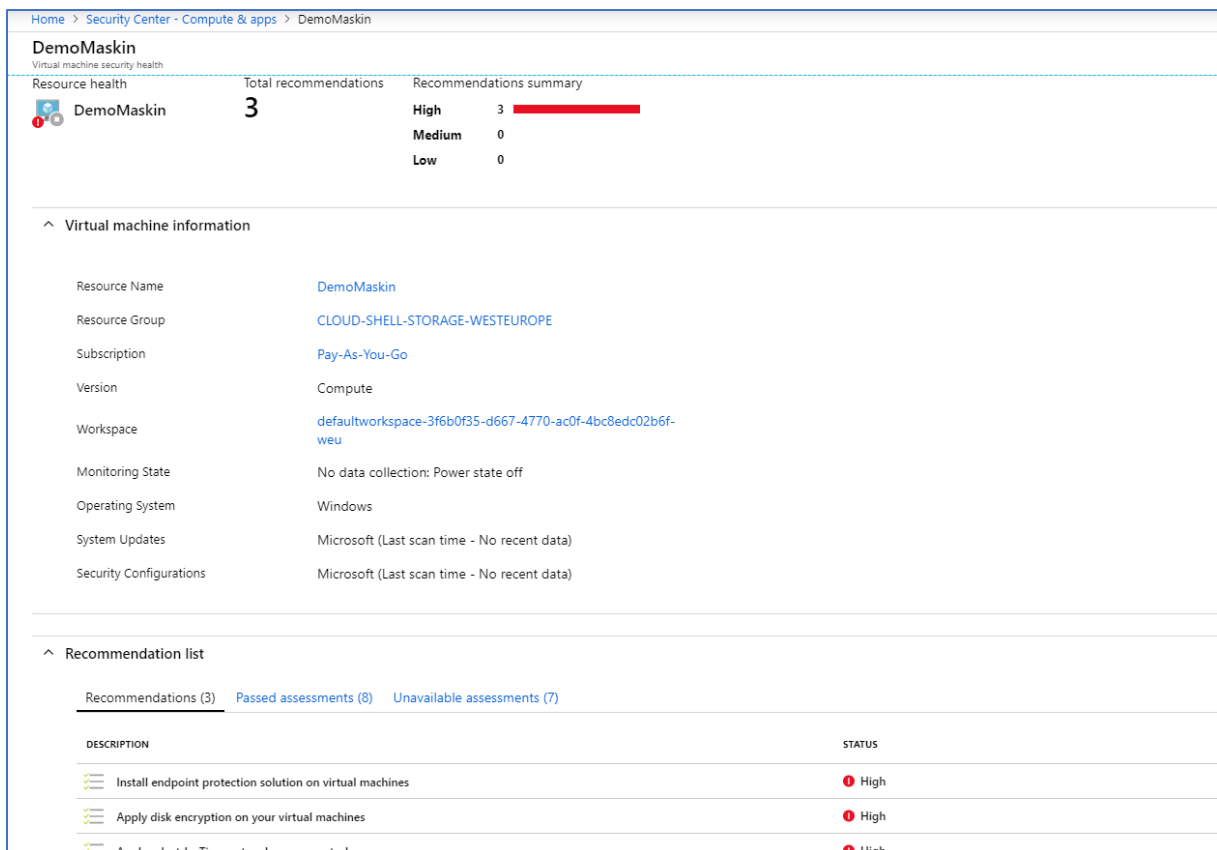 Home > Security Center - Compute & apps > DemoMaskin
DemoMaskin
Virtual machine security health
Resource health
Total recommendations
Recommendations summary
DemoMaskin
3
High 3
Medium 0
Low 0
Virtual machine information
Resource Name DemoMaskin
Resource Group CLOUD-SHELL-STORAGE-WESTEUROPE
Subscription Pay-As-You-Go
Version Compute
Workspace defaultworkspace-3f6b0f35-d667-4770-ac0f-4bc8edc02b6f-
weu
Monitoring State No data collection: Power state off
Operating System Windows
System Updates Microsoft (Last scan time - No recent data)
Security Configurations Microsoft (Last scan time - No recent data)
Recommendation list
Recommendations (3) Passed assessments (8) Unavailable assessments (7)
DESCRIPTION STATUS
Install endpoint protection solution on virtual machines High
Apply disk encryption on your virtual machines High
High